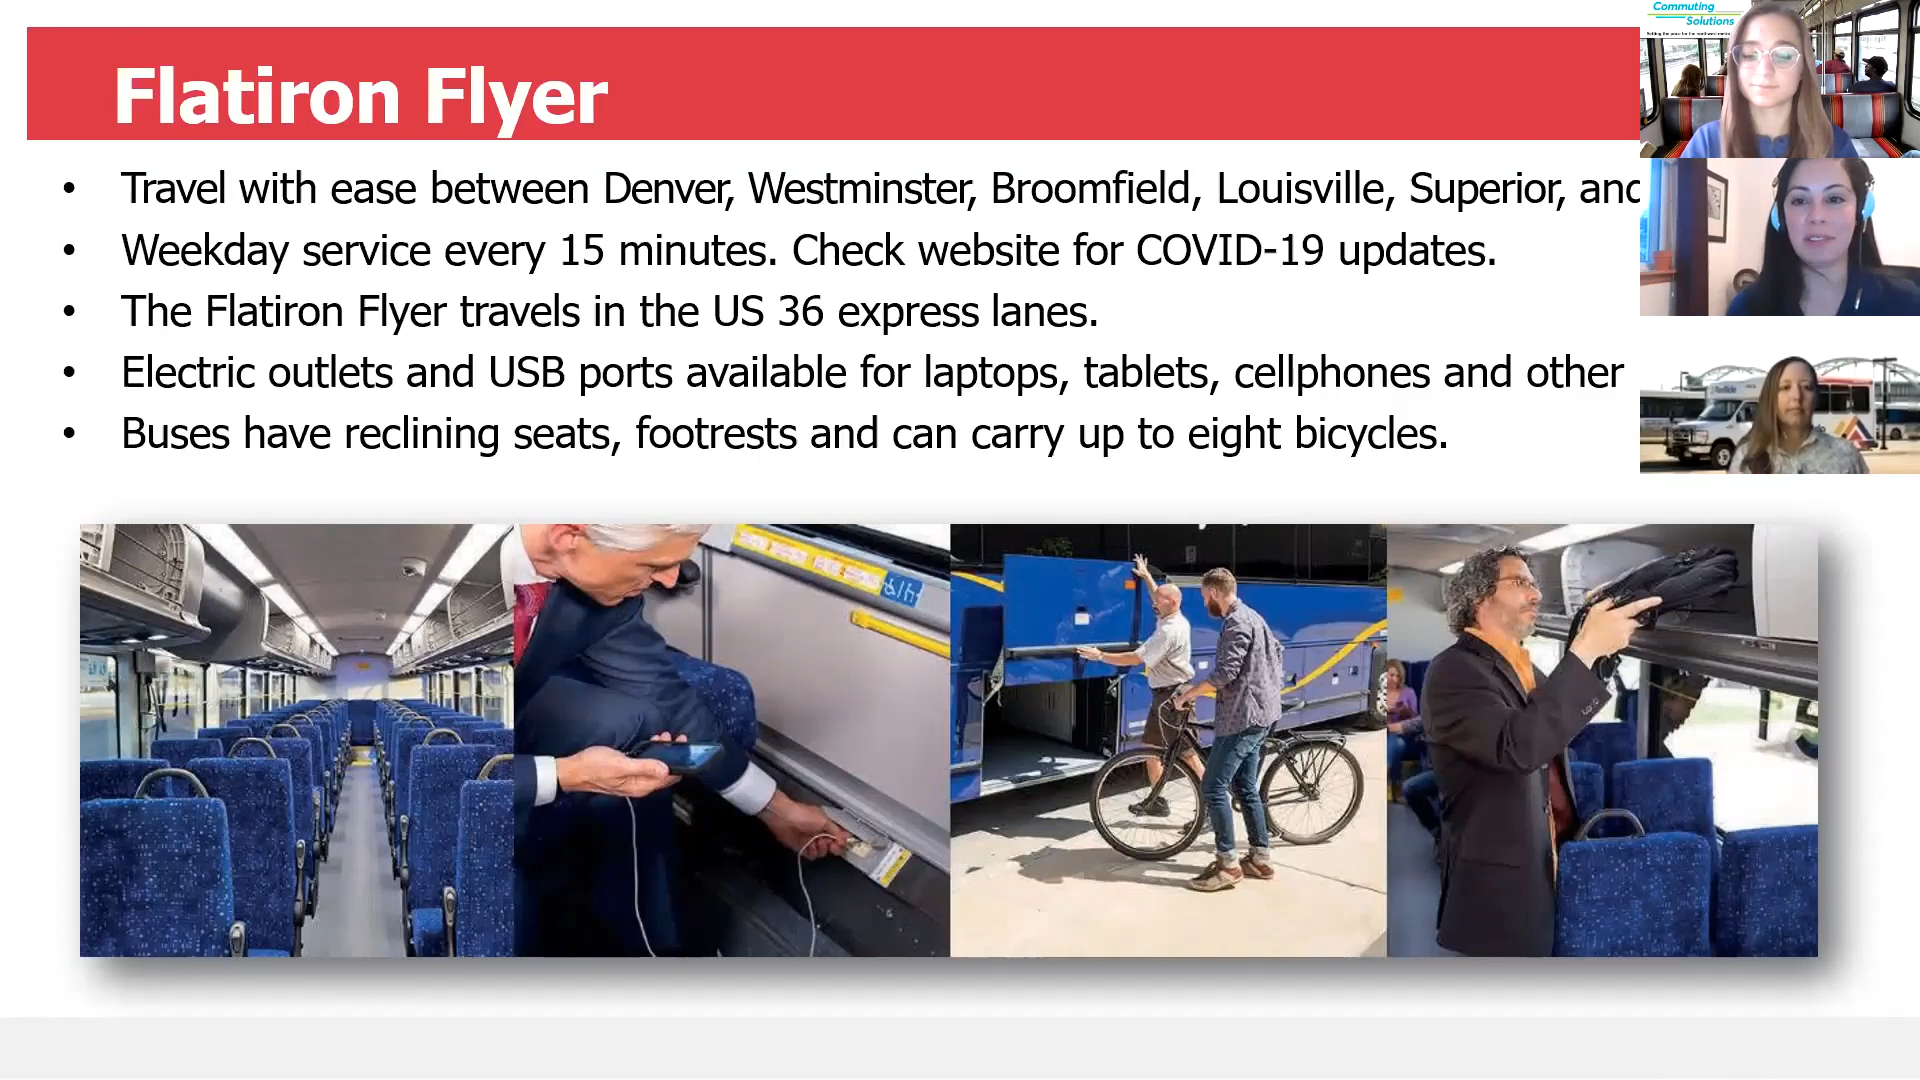 Flatiron Flyer
• Travel with ease between Denver, Westminster, Broomfield, Louisville, Superior, and
• Weekday service every 15 minutes. Check website for COVID-19 updates.
• The Flatiron Flyer travels in the US 36 express lanes.
• Electric outlets and USB ports available for laptops, tablets, cellphones and other
• Buses have reclining seats, footrests and can carry up to eight bicycles.
Commuting
Solutions